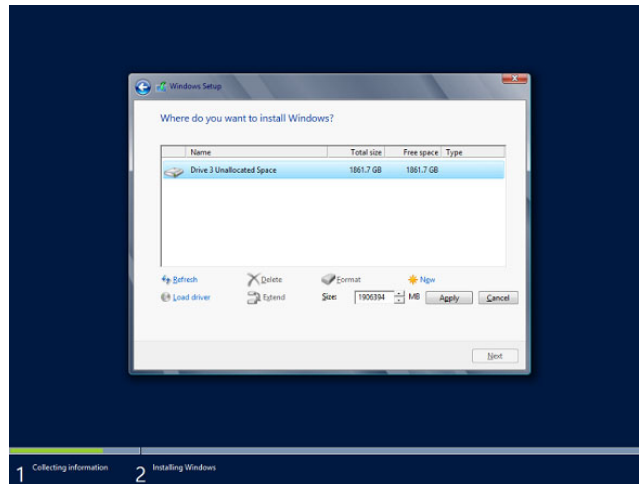 Windows Setup
Where do you want to install Windows?
Name Total size Free space Type
Drive 3 Unallocated Space 1861.7 GB 1861.7 GB
Refresh Delete Format New
Load driver Extend Size: 1906394 MB Apply Cancel
Next
1 Collecting information 2 Installing Windows